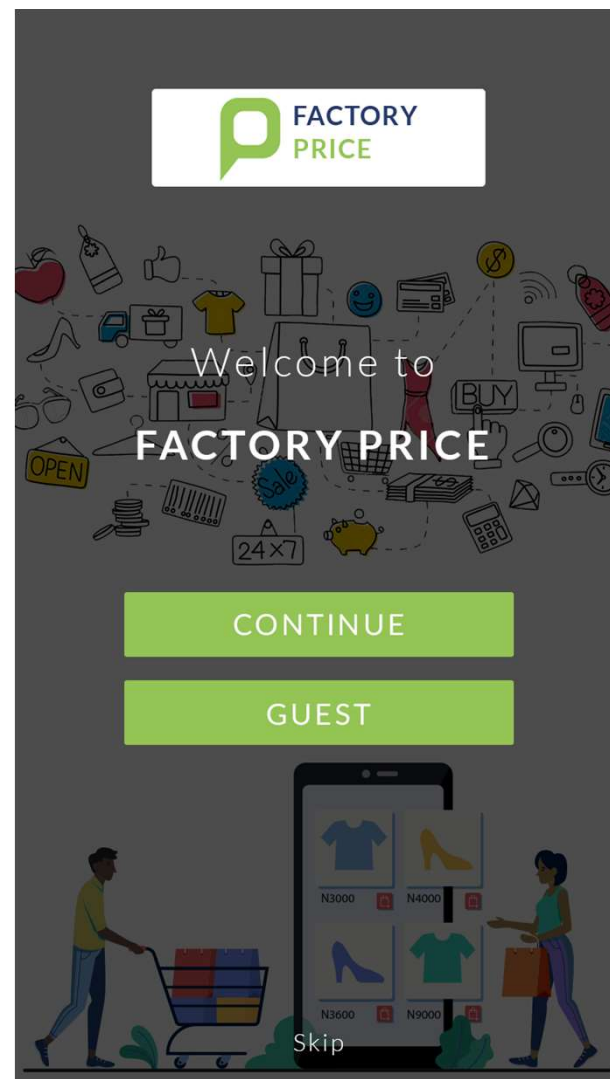 FACTORY
PRICE
Welcome to
BUY
FACTORY PRICE
OPEN
Sale
24×7
CONTINUE
GUEST
N3000
N4000
N3600
N9000
Skip